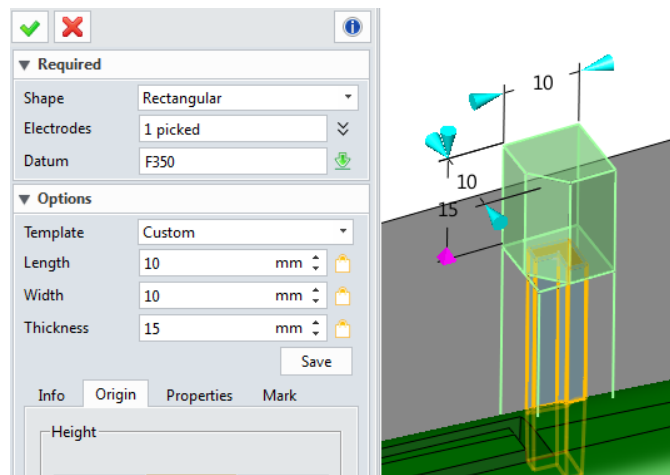 Required
Shape Rectangular
Electrodes 1 picked
Datum F350
Options
Template Custom
Length 10 mm
Width 10 mm
Thickness 15 mm
Save
Info Origin Properties Mark
Height
10
10
15